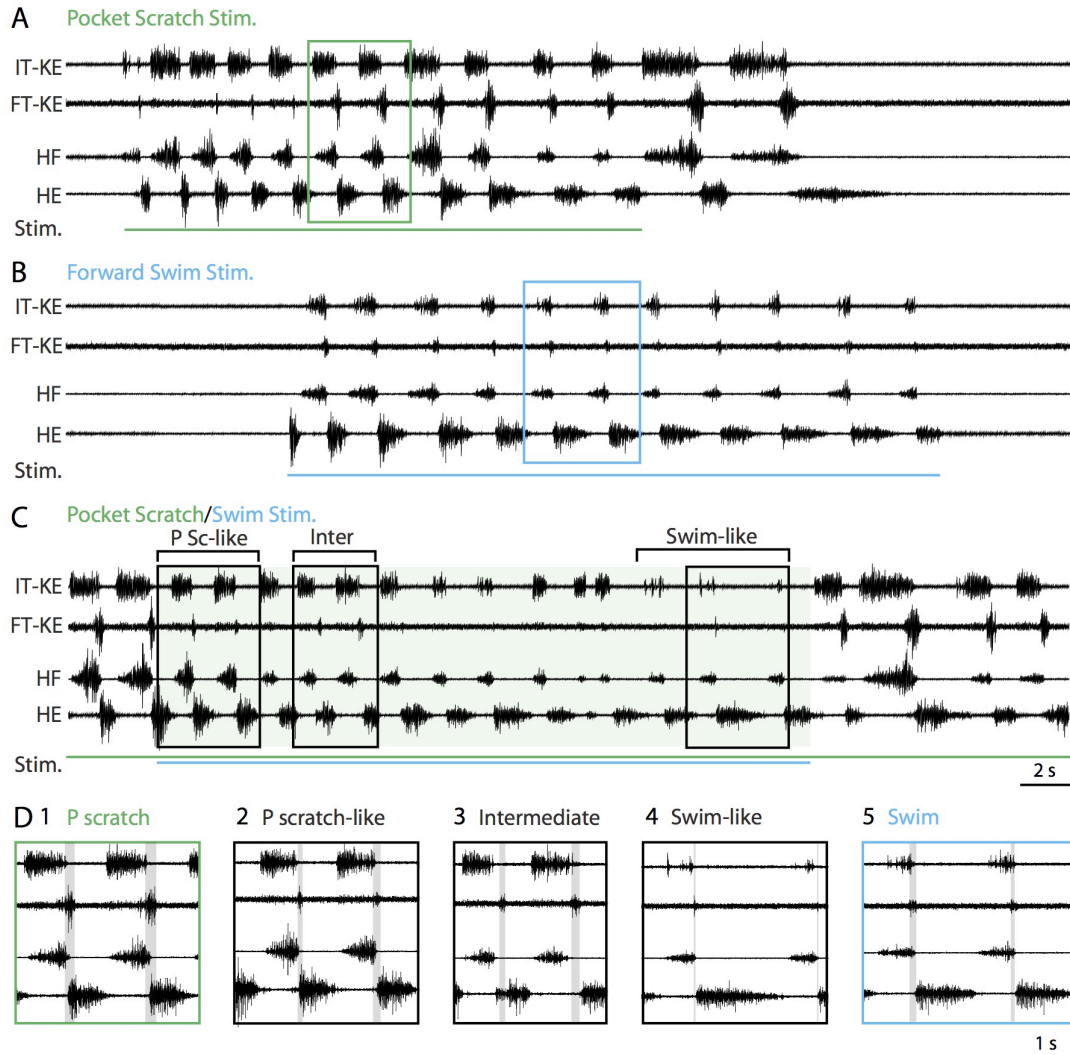 A Pocket Scratch Stim.
IT-KE
FT-KE
HF
HE
Stim.
B Forward Swim Stim.
IT-KE
FT-KE
HF
HE
Stim.
C Pocket Scratch/Swim Stim.
P Sc-like Inter Swim-like
IT-KE
FT-KE
HF
HE
Stim.
2 s
D 1 P scratch 2 P scratch-like 3 Intermediate 4 Swim-like 5 Swim
1 s